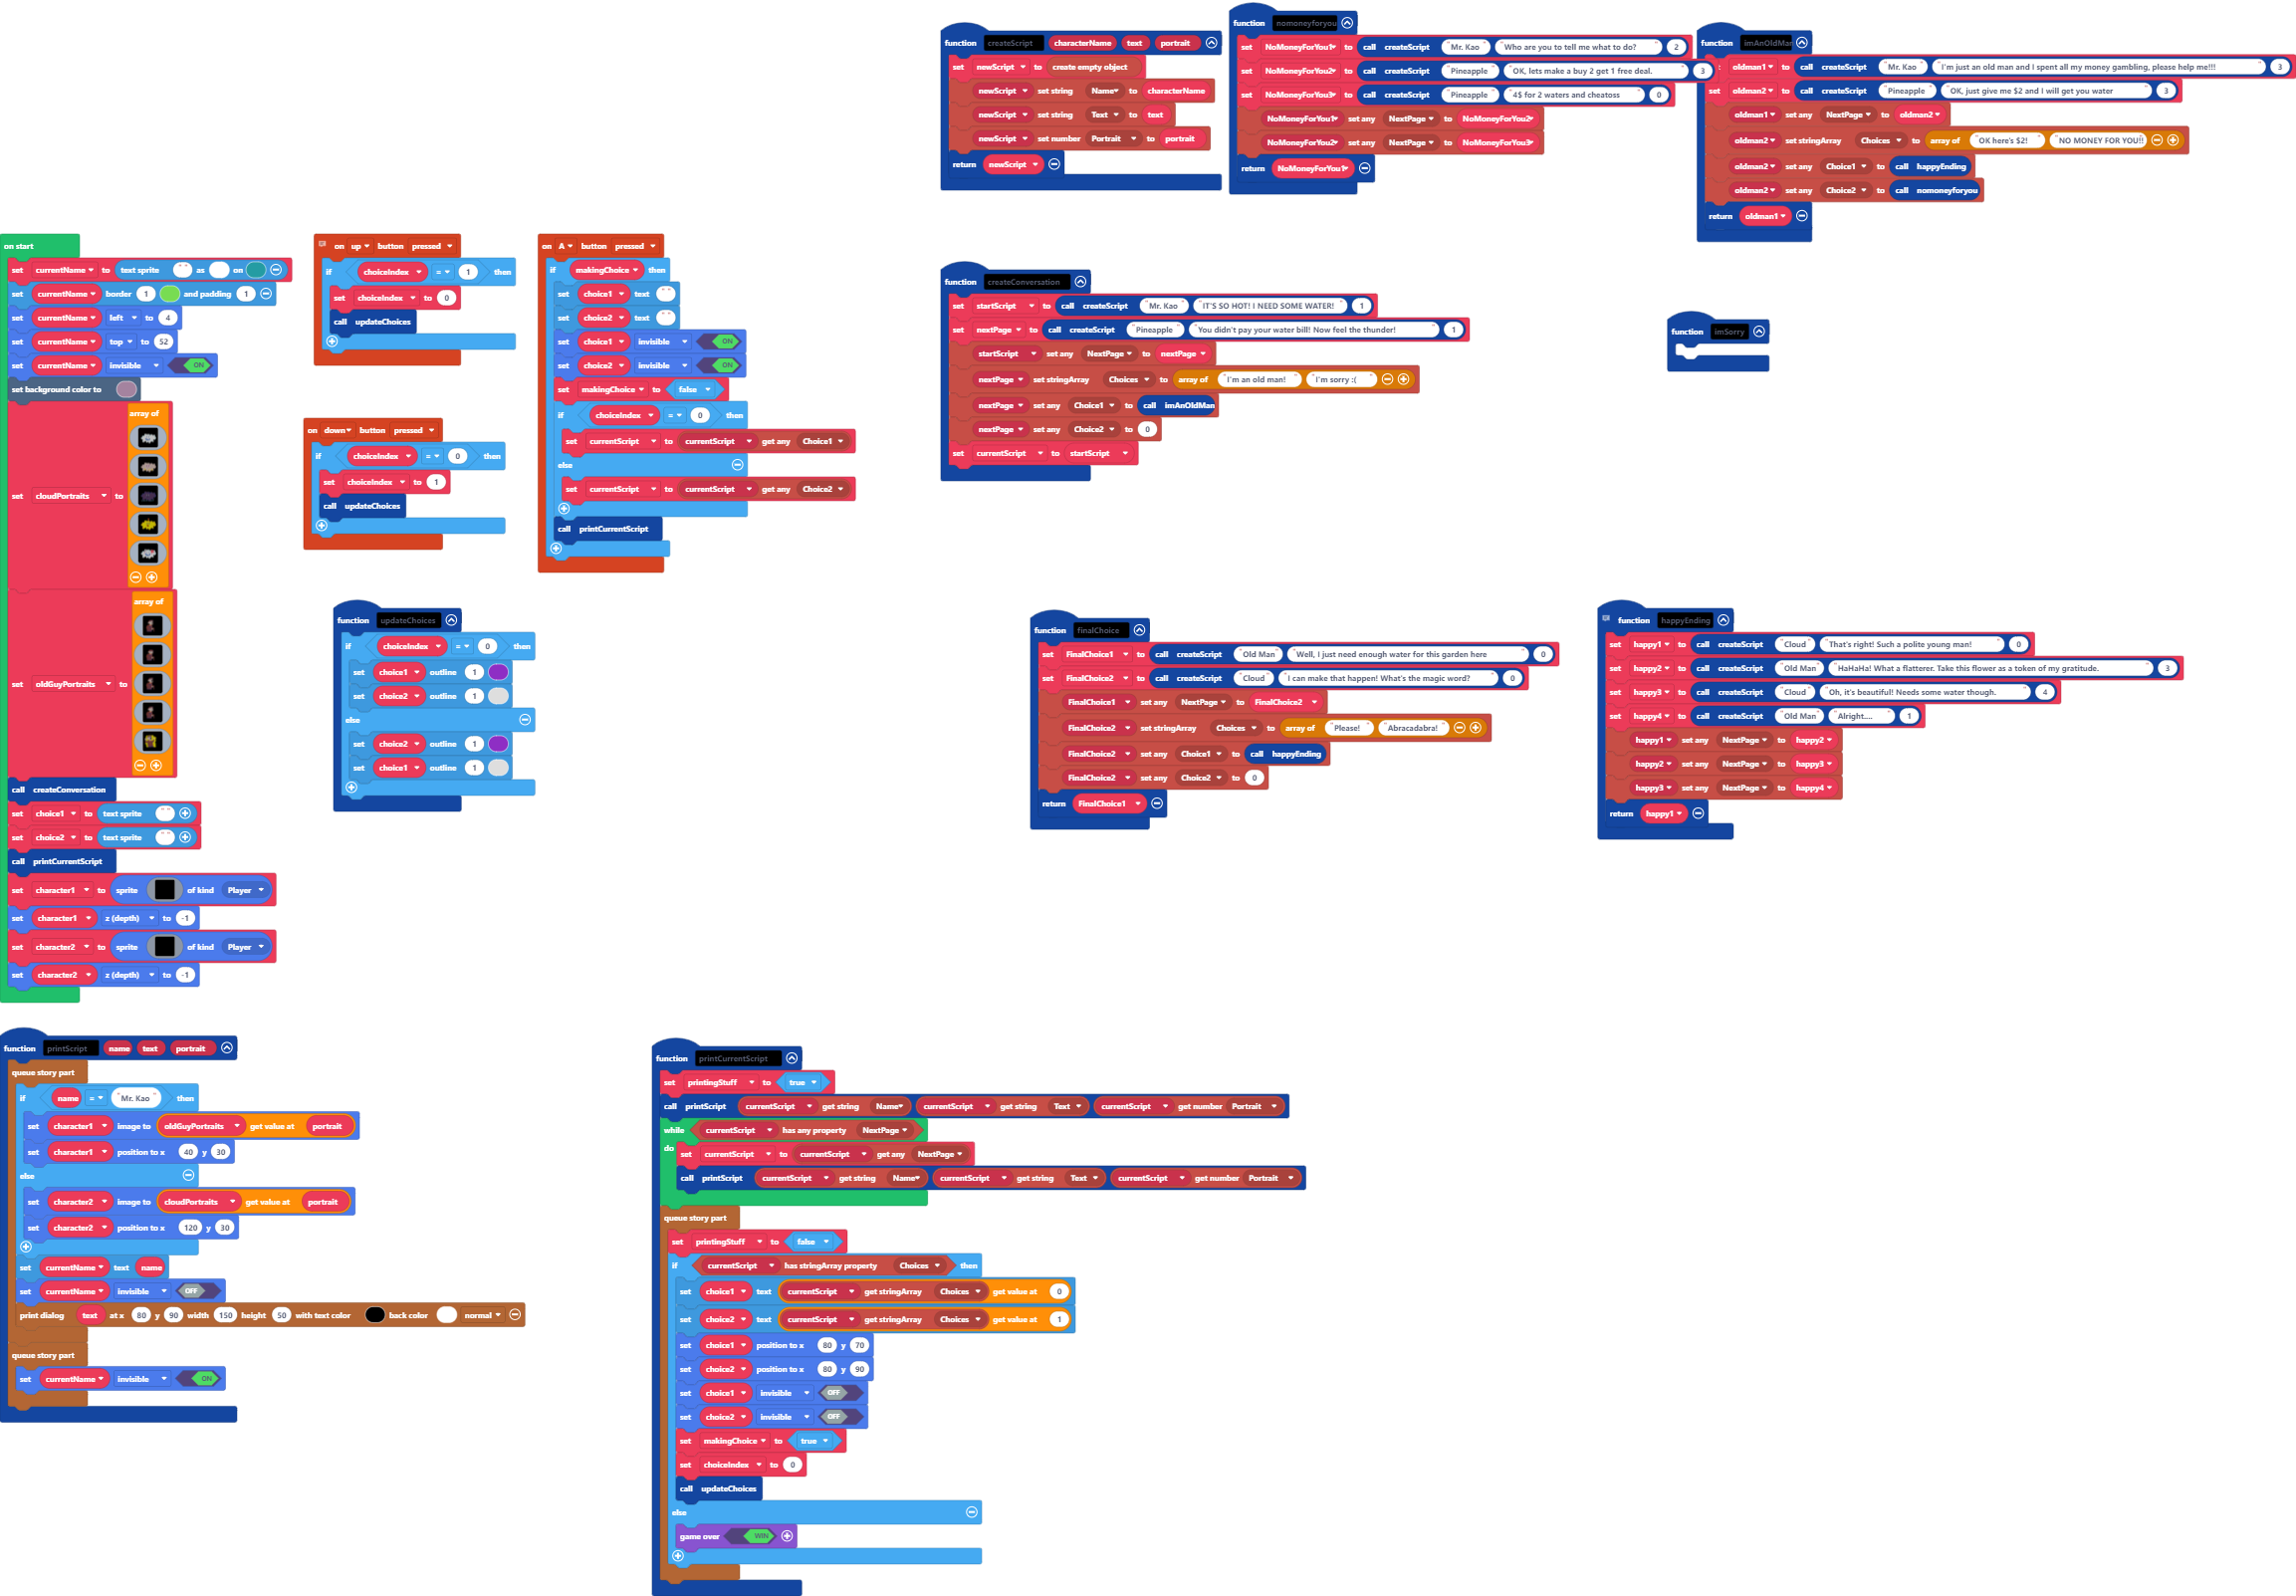 function createScript characterName text portrait
set newScript to create empty object
newScript set string Name to characterName
newScript set string Text to text
newScript set number Portrait to portrait
return newScript
function nomoneyforyou
set NoMoneyForYou1 to call createScript "Mr. Kao" "Who are you to tell me what to do?" 2
set NoMoneyForYou2 to call createScript "Pineapple" "OK, lets make a buy 2 get 1 free deal." 3
set NoMoneyForYou3 to call createScript "Pineapple" "4$ for 2 waters and cheatoss" 0
NoMoneyForYou1 set any NextPage to NoMoneyForYou2
NoMoneyForYou2 set any NextPage to NoMoneyForYou3
return NoMoneyForYou1
function imAnOldMan
oldman1 to call createScript "Mr. Kao" "I'm just an old man and I spent all my money gambling, please help me!!!" 3
set oldman2 to call createScript "Pineapple" "OK, just give me $2 and I will get you water" 3
oldman1 set any NextPage to oldman2
oldman2 set stringArray Choices to array of "OK here's $2!" "NO MONEY FOR YOU!!"
oldman2 set any Choice1 to call happyEnding
oldman2 set any Choice2 to call nomoneyforyou
return oldman1
on start
set currentName to text sprite " " as on
set currentName border 1 and padding 1
set currentName left to 4
set currentName top to 52
set currentName invisible ON
set background color to
set cloudPortraits to array of
set oldGuyPortraits to array of
call createConversation
set choice1 to text sprite " "
set choice2 to text sprite " "
call printCurrentScript
set character1 to sprite of kind Player
set character1 z (depth) to -1
set character2 to sprite of kind Player
set character2 z (depth) to -1
on up button pressed
if choiceIndex = 1 then
set choiceIndex to 0
call updateChoices
on down button pressed
if choiceIndex = 0 then
set choiceIndex to 1
call updateChoices
on A button pressed
if makingChoice then
set choice1 text " "
set choice2 text " "
set choice1 invisible ON
set choice2 invisible ON
set makingChoice to false
if choiceIndex = 0 then
set currentScript to currentScript get any Choice1
else
set currentScript to currentScript get any Choice2
call printCurrentScript
function createConversation
set startScript to call createScript "Mr. Kao" "IT'S SO HOT! I NEED SOME WATER!" 1
set nextPage to call createScript "Pineapple" "You didn't pay your water bill! Now feel the thunder!" 1
startScript set any NextPage to nextPage
nextPage set stringArray Choices to array of "I'm an old man!" "I'm sorry :("
nextPage set any Choice1 to call imAnOldMan
nextPage set any Choice2 to 0
set currentScript to startScript
function imSorry
function updateChoices
if choiceIndex = 0 then
set choice1 outline 1
set choice2 outline 1
else
set choice2 outline 1
set choice1 outline 1
function finalChoice
set FinalChoice1 to call createScript "Old Man" "Well, I just need enough water for this garden here" 0
set FinalChoice2 to call createScript "Cloud" "I can make that happen! What's the magic word?" 0
FinalChoice1 set any NextPage to FinalChoice2
FinalChoice2 set stringArray Choices to array of "Please!" "Abracadabra!"
FinalChoice2 set any Choice1 to call happyEnding
FinalChoice2 set any Choice2 to 0
return FinalChoice1
function happyEnding
set happy1 to call createScript "Cloud" "That's right! Such a polite young man!" 0
set happy2 to call createScript "Old Man" "HaHaHa! What a flatterer. Take this flower as a token of my gratitude." 3
set happy3 to call createScript "Cloud" "Oh, it's beautiful! Needs some water though." 4
set happy4 to call createScript "Old Man" "Alright...." 1
happy1 set any NextPage to happy2
happy2 set any NextPage to happy3
happy3 set any NextPage to happy4
return happy1
function printScript name text portrait
queue story part
if name = "Mr. Kao" then
set character1 image to oldGuyPortraits get value at portrait
set character1 position to x 40 y 30
else
set character2 image to cloudPortraits get value at portrait
set character2 position to x 120 y 30
set currentName text name
set currentName invisible OFF
print dialog text at x 80 y 90 width 150 height 50 with text color back color normal
queue story part
set currentName invisible ON
function printCurrentScript
set printingStuff to true
call printScript currentScript get string Name currentScript get string Text currentScript get number Portrait
while currentScript has any property NextPage
do set currentScript to currentScript get any NextPage
call printScript currentScript get string Name currentScript get string Text currentScript get number Portrait
queue story part
set printingStuff to false
if currentScript has stringArray property Choices then
set choice1 text currentScript get stringArray Choices get value at 0
set choice2 text currentScript get stringArray Choices get value at 1
set choice1 position to x 80 y 70
set choice2 position to x 80 y 90
set choice1 invisible OFF
set choice2 invisible OFF
set makingChoice to true
set choiceIndex to 0
call updateChoices
else
game over WIN